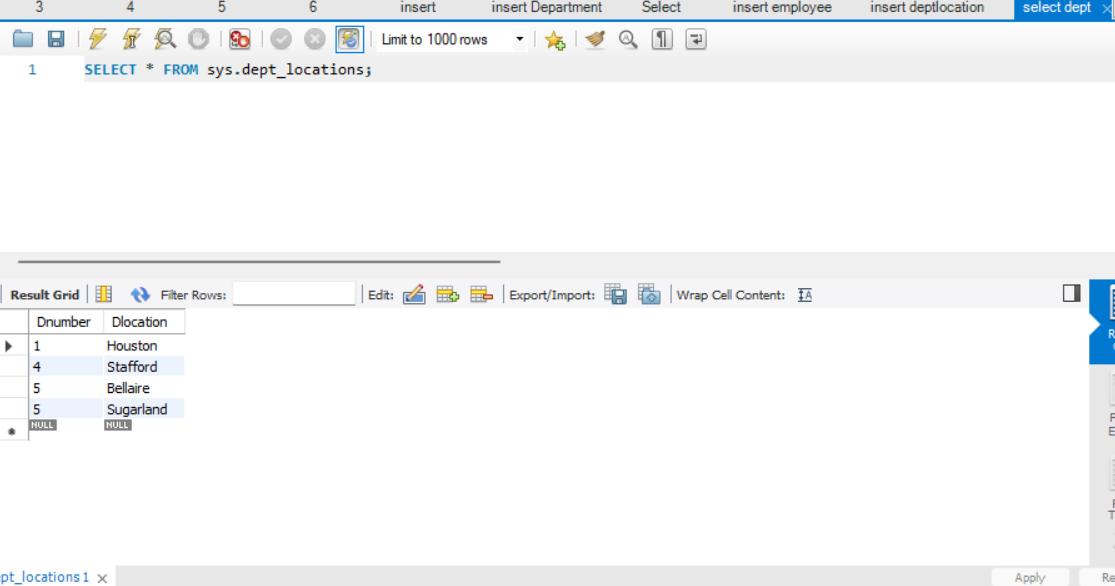 3 4 5 6 insert insert Department Select insert employee insert deptlocation select dept
Limit to 1000 rows
1 SELECT * FROM sys.dept_locations;
Result Grid Filter Rows: Edit: Export/Import: Wrap Cell Content:
Dnumber Dlocation
1 Houston
4 Stafford
5 Bellaire
5 Sugarland
NULL NULL
pt_locations 1 Apply Re